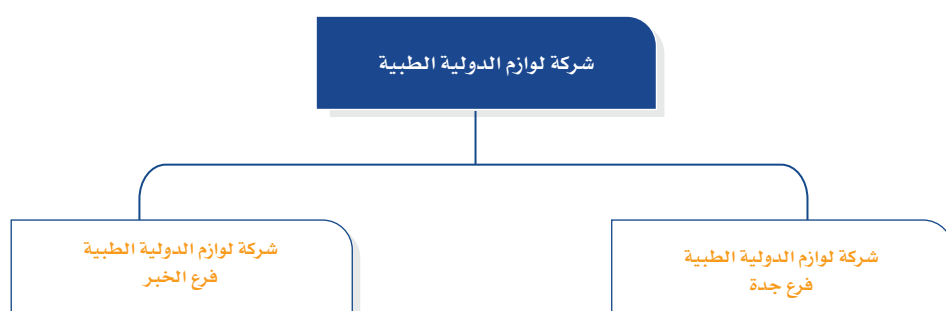 شركة لوازم الدولية الطبية
شركة لوازم الدولية الطبية
فرع جدة
شركة لوازم الدولية الطبية
فرع الخبر